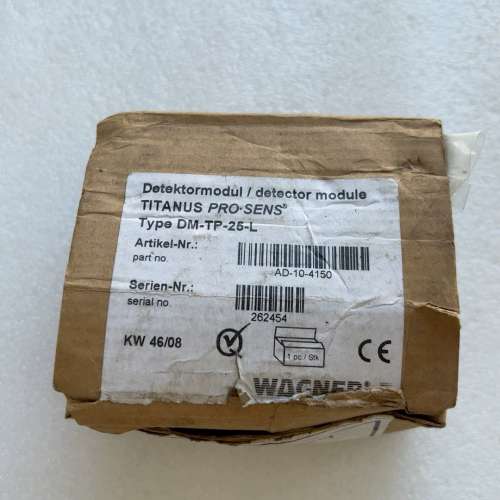 Detektormodul / detector module
TITANUS PRO·SENS®
Type DM-TP-25-L
Artikel-Nr.:
part no
AD-10-4150
Serien-Nr.:
serial no
262454
KW 46/08
1 pc / Stk
CE
WAGNER